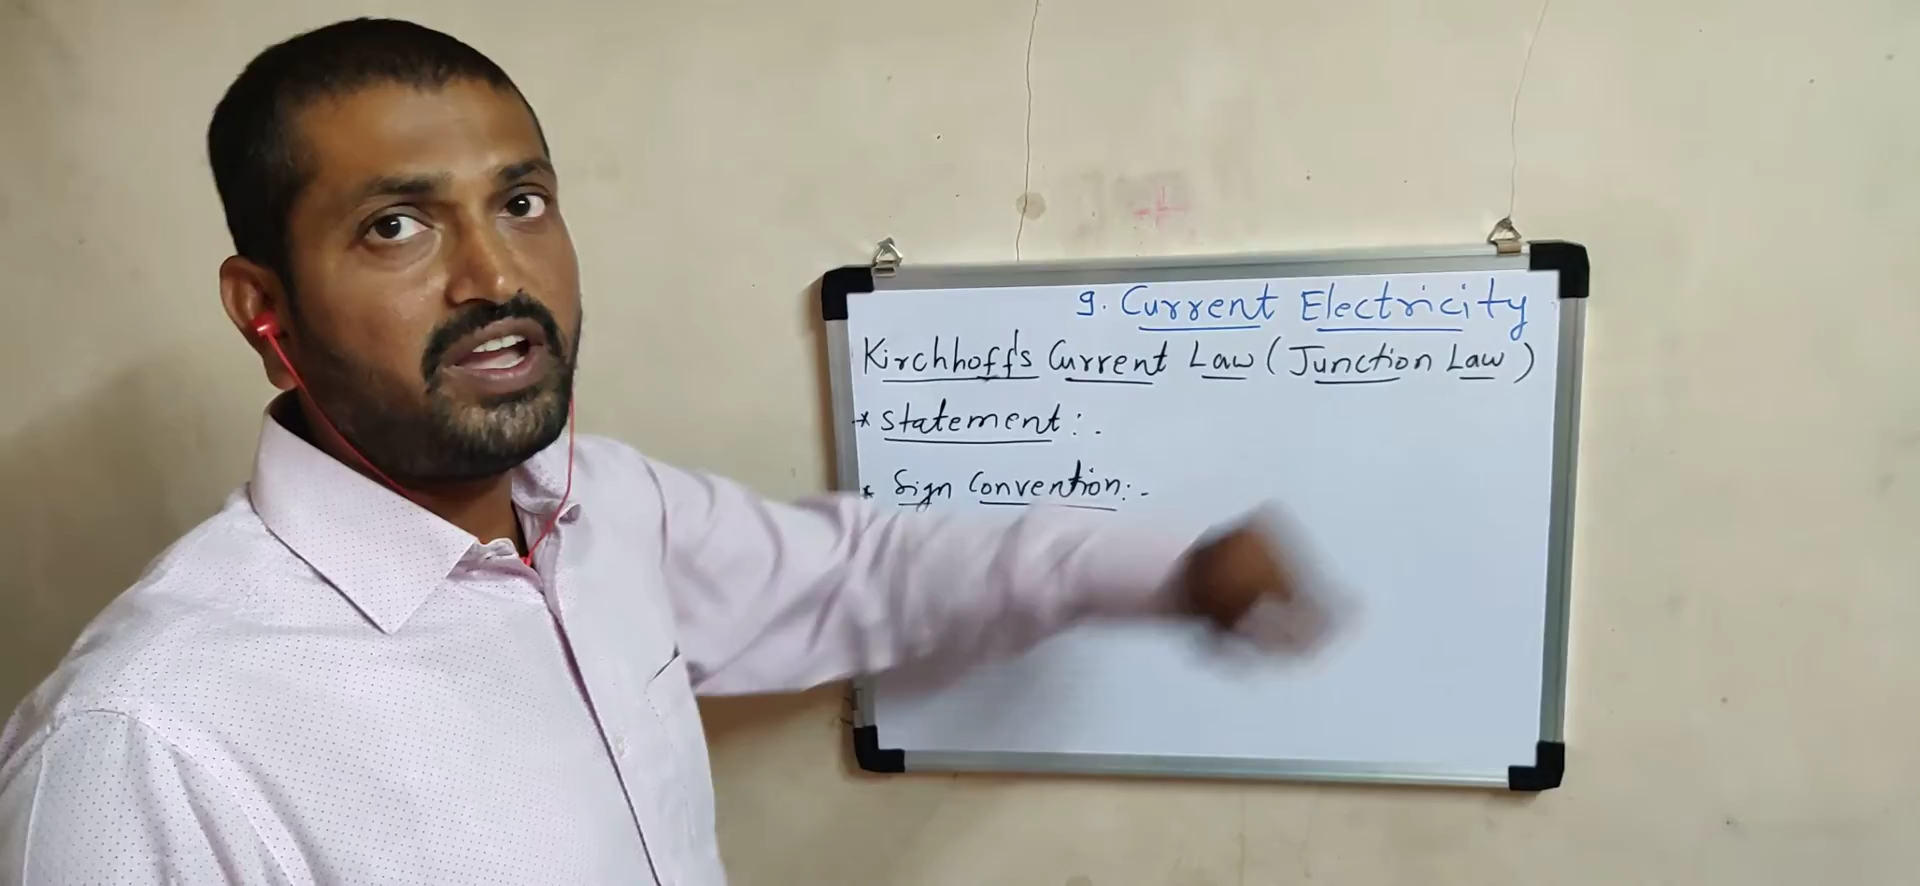 9. Current Electricity
Kirchhoff's Current Law (Junction Law)
* Statement :-
* Sign Convention:-